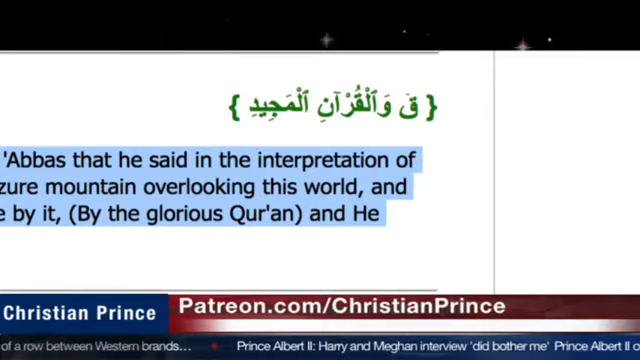 { قۤ وَٱلْقُرْآنِ ٱلْمَجِيدِ }
'Abbas that he said in the interpretation of
zure mountain overlooking this world, and
e by it, (By the glorious Qur'an) and He
Christian Prince
Patreon.com/ChristianPrince
of a row between Western brands...
Prince Albert II: Harry and Meghan interview 'did bother me' Prince Albert II o